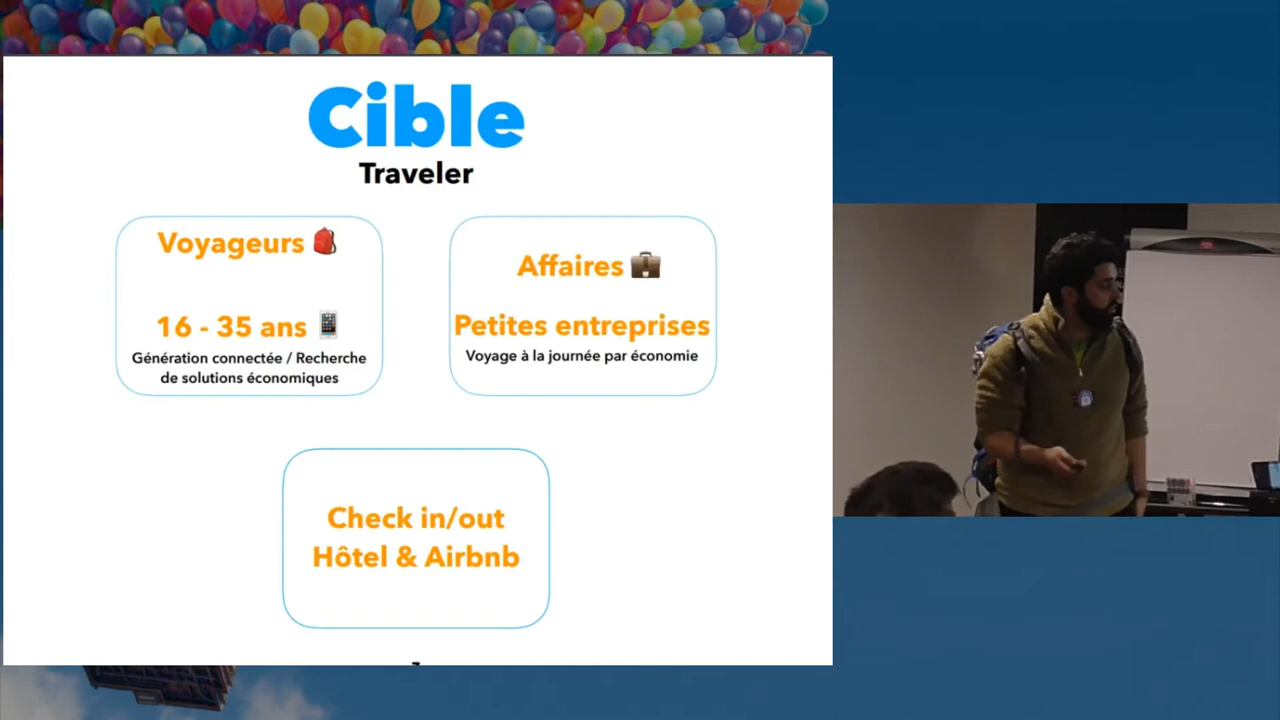 Cible
Traveler
Voyageurs
16 - 35 ans
Génération connectée / Recherche
de solutions économiques
Affaires
Petites entreprises
Voyage à la journée par économie
Check in/out
Hôtel & Airbnb